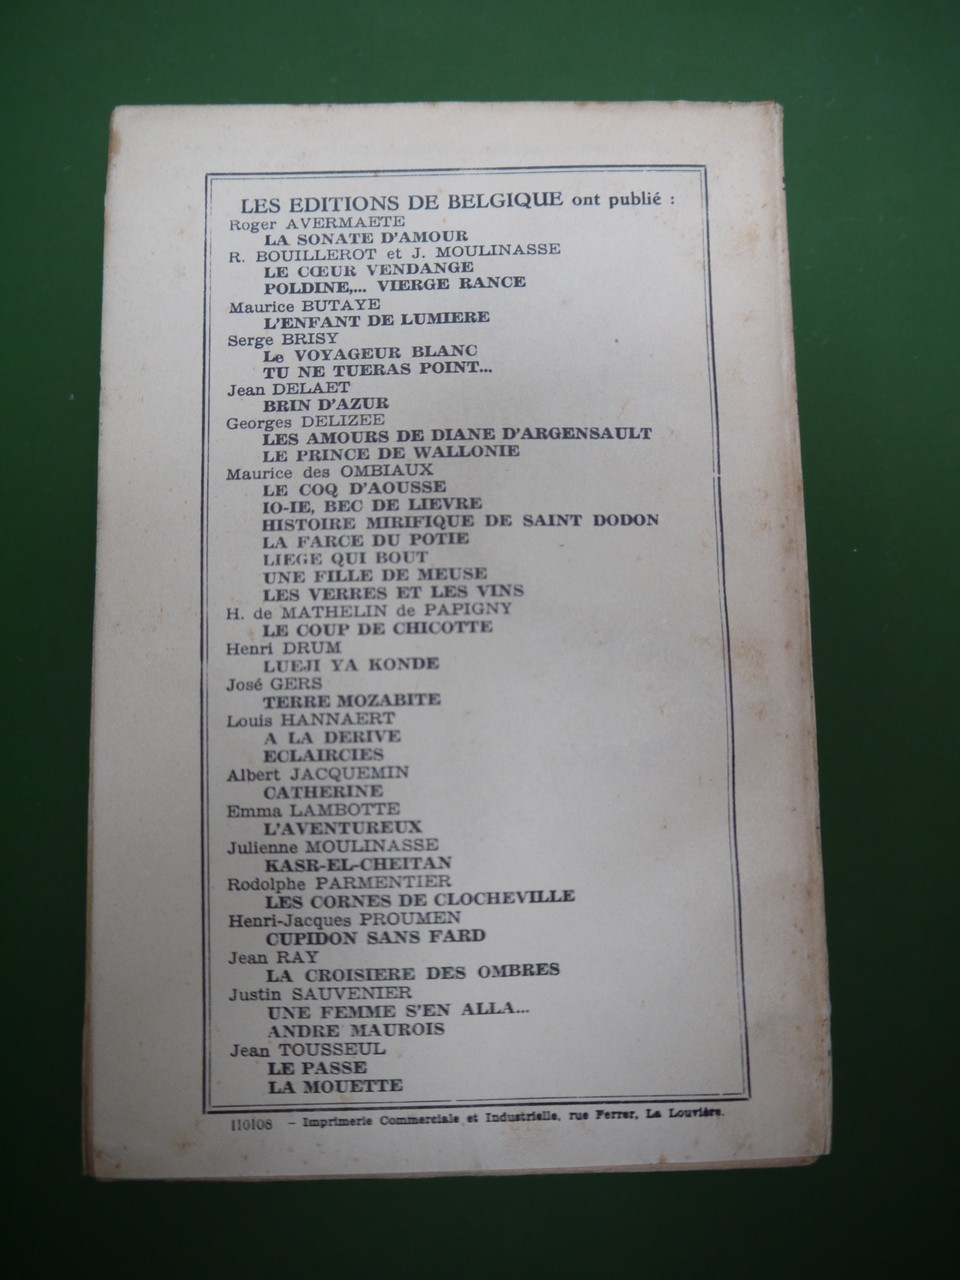 LES EDITIONS DE BELGIQUE ont publié :
Roger AVERMAETE
LA SONATE D'AMOUR
R. BOUILLEROT et J. MOULINASSE
LE CŒUR VENDANGE
POLDINE,... VIERGE RANCE
Maurice BUTAYE
L'ENFANT DE LUMIERE
Serge BRISY
Le VOYAGEUR BLANC
TU NE TUERAS POINT...
Jean DELAET
BRIN D'AZUR
Georges DELIZEE
LES AMOURS DE DIANE D'ARGENSAULT
LE PRINCE DE WALLONIE
Maurice des OMBIAUX
LE COQ D'AOUSSE
IO-IE, BEC DE LIEVRE
HISTOIRE MIRIFIQUE DE SAINT DODON
LA FARCE DU POTIE
LIEGE QUI BOUT
UNE FILLE DE MEUSE
LES VERRES ET LES VINS
H. de MATHELIN de PAPIGNY
LE COUP DE CHICOTTE
Henri DRUM
LUEJI YA KONDE
José GERS
TERRE MOZABITE
Louis HANNAERT
A LA DERIVE
ECLAIRCIES
Albert JACQUEMIN
CATHERINE
Emma LAMBOTTE
L'AVENTUREUX
Julienne MOULINASSE
KASR-EL-CHEITAN
Rodolphe PARMENTIER
LES CORNES DE CLOCHEVILLE
Henri-Jacques PROUMEN
CUPIDON SANS FARD
Jean RAY
LA CROISIERE DES OMBRES
Justin SAUVENIER
UNE FEMME S'EN ALLA...
ANDRE MAUROIS
Jean TOUSSEUL
LE PASSE
LA MOUETTE
110108 - Imprimerie Commerciale et Industrielle, rue Ferrer, La Louvière.